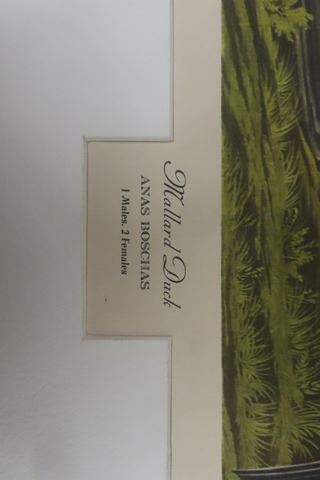 Mallard Duck
ANAS BOSCHAS
1 Males. 2 Females